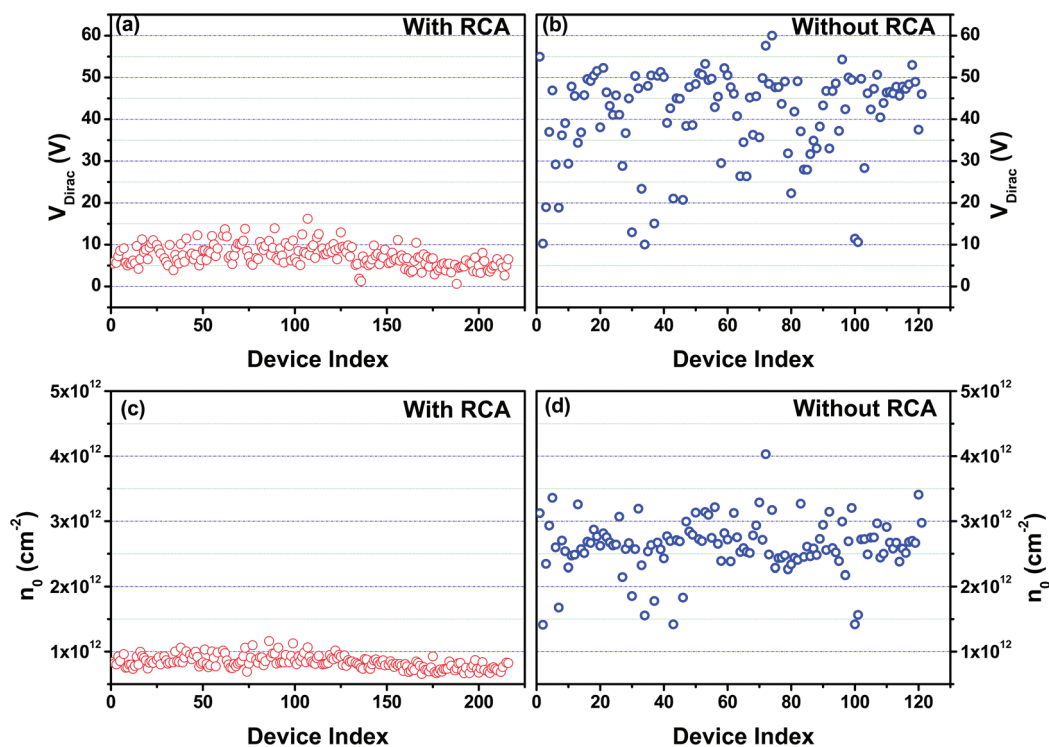 (a)
With RCA
60
50
40
30
20
10
0
V_Dirac (V)
0
50
100
150
200
Device Index
(b)
Without RCA
60
50
40
30
20
10
0
V_Dirac (V)
0
20
40
60
80
100
120
Device Index
(c)
With RCA
5x10^12
4x10^12
3x10^12
2x10^12
1x10^12
n_0 (cm^-2)
0
50
100
150
200
Device Index
(d)
Without RCA
5x10^12
4x10^12
3x10^12
2x10^12
1x10^12
n_0 (cm^-2)
0
20
40
60
80
100
120
Device Index